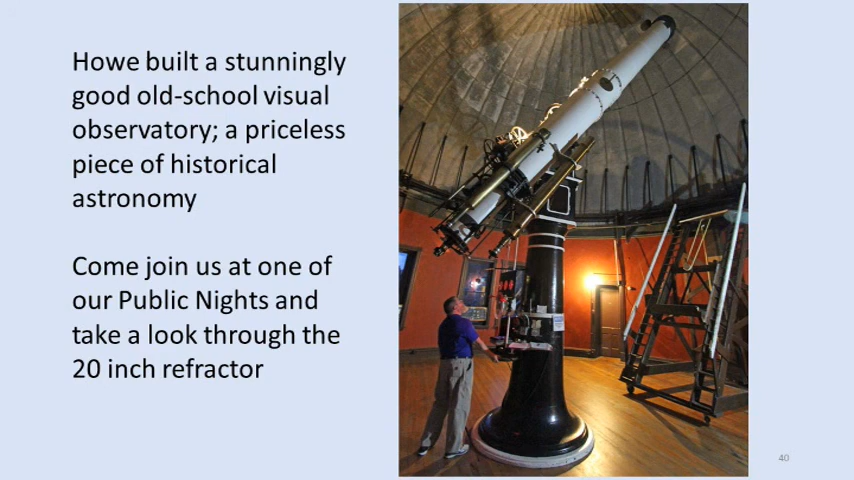 Howe built a stunningly
good old-school visual
observatory; a priceless
piece of historical
astronomy
Come join us at one of
our Public Nights and
take a look through the
20 inch refractor
40